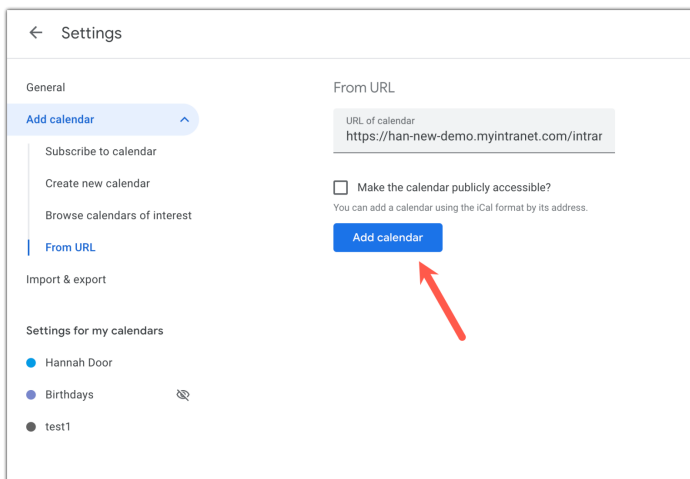 Settings
General
Add calendar
Subscribe to calendar
Create new calendar
Browse calendars of interest
From URL
Import & export
Settings for my calendars
Hannah Door
Birthdays
test1
From URL
URL of calendar
https://han-new-demo.myintranet.com/intrar
Make the calendar publicly accessible?
You can add a calendar using the iCal format by its address.
Add calendar